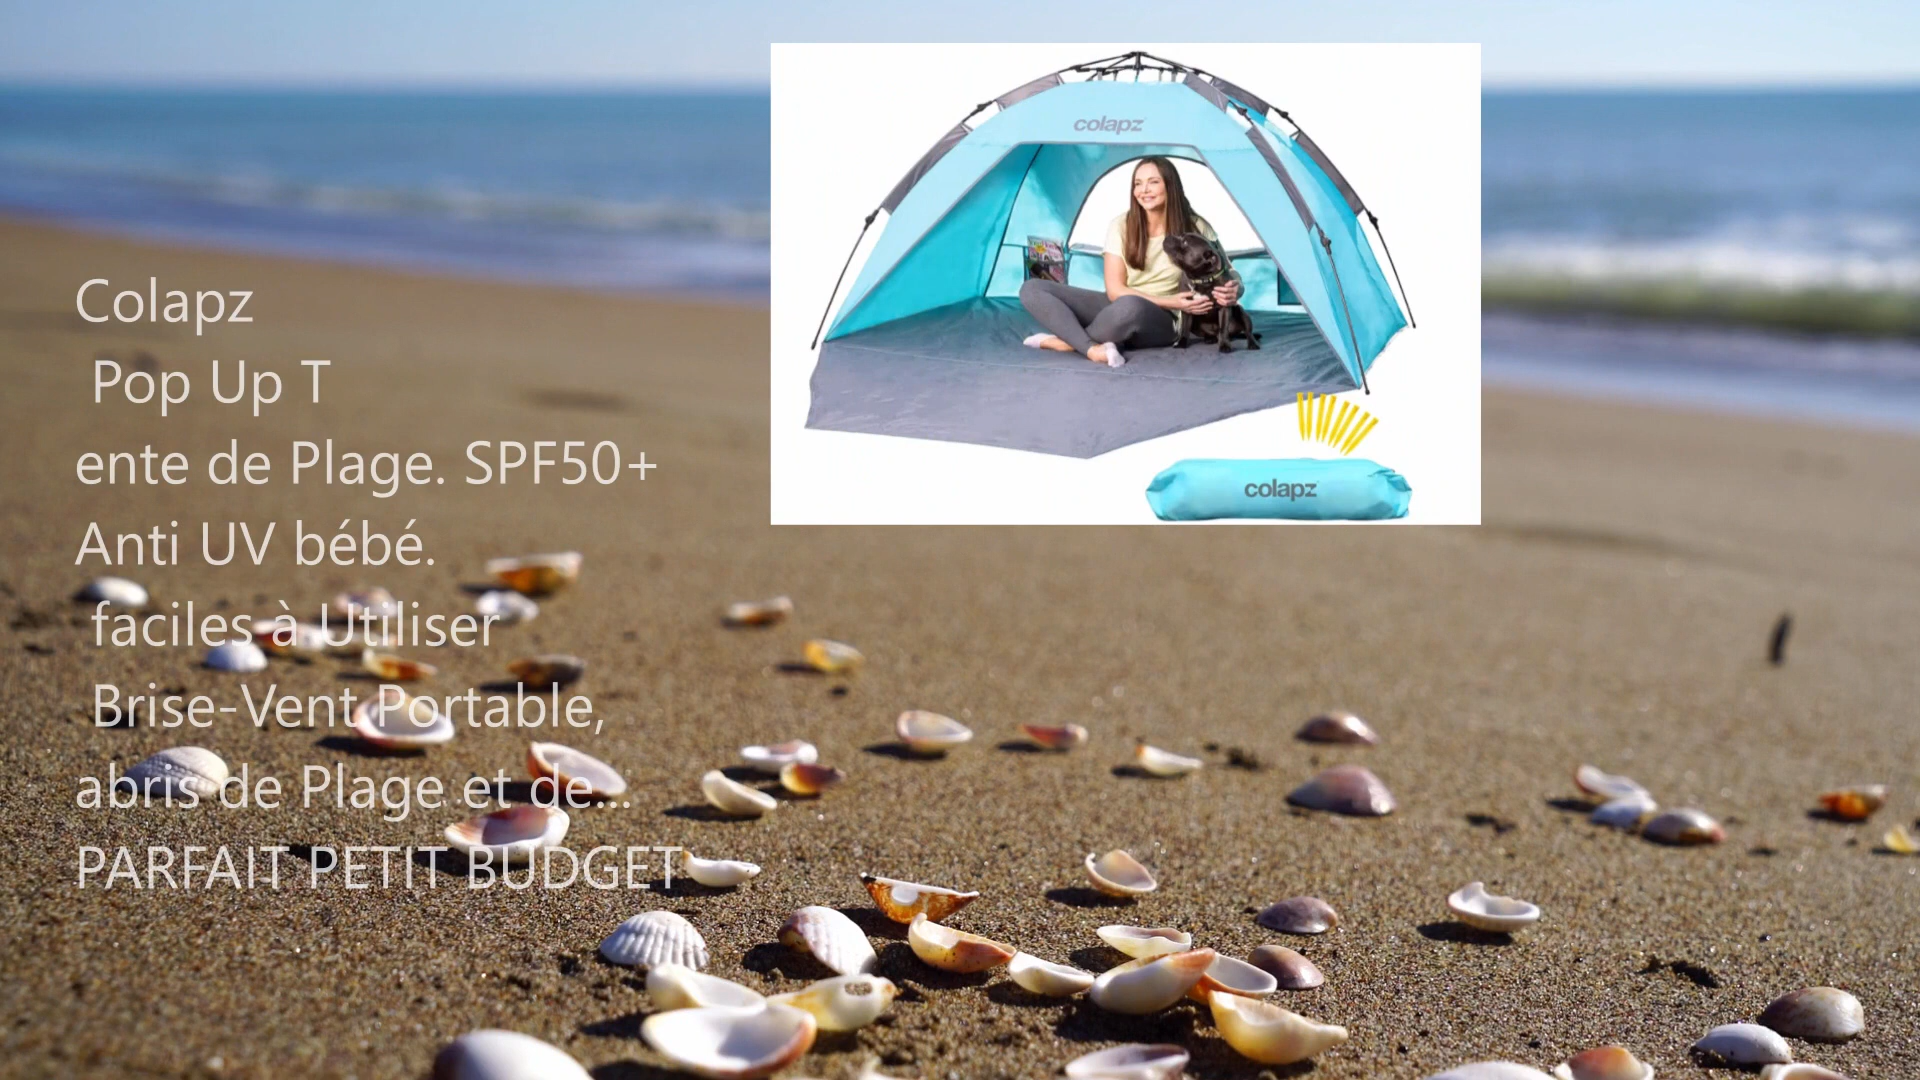 colapz
colapz
Colapz
Pop Up T
ente de Plage. SPF50+
Anti UV bébé.
faciles à Utiliser
Brise-Vent Portable,
abris de Plage et de...
PARFAIT PETIT BUDGET